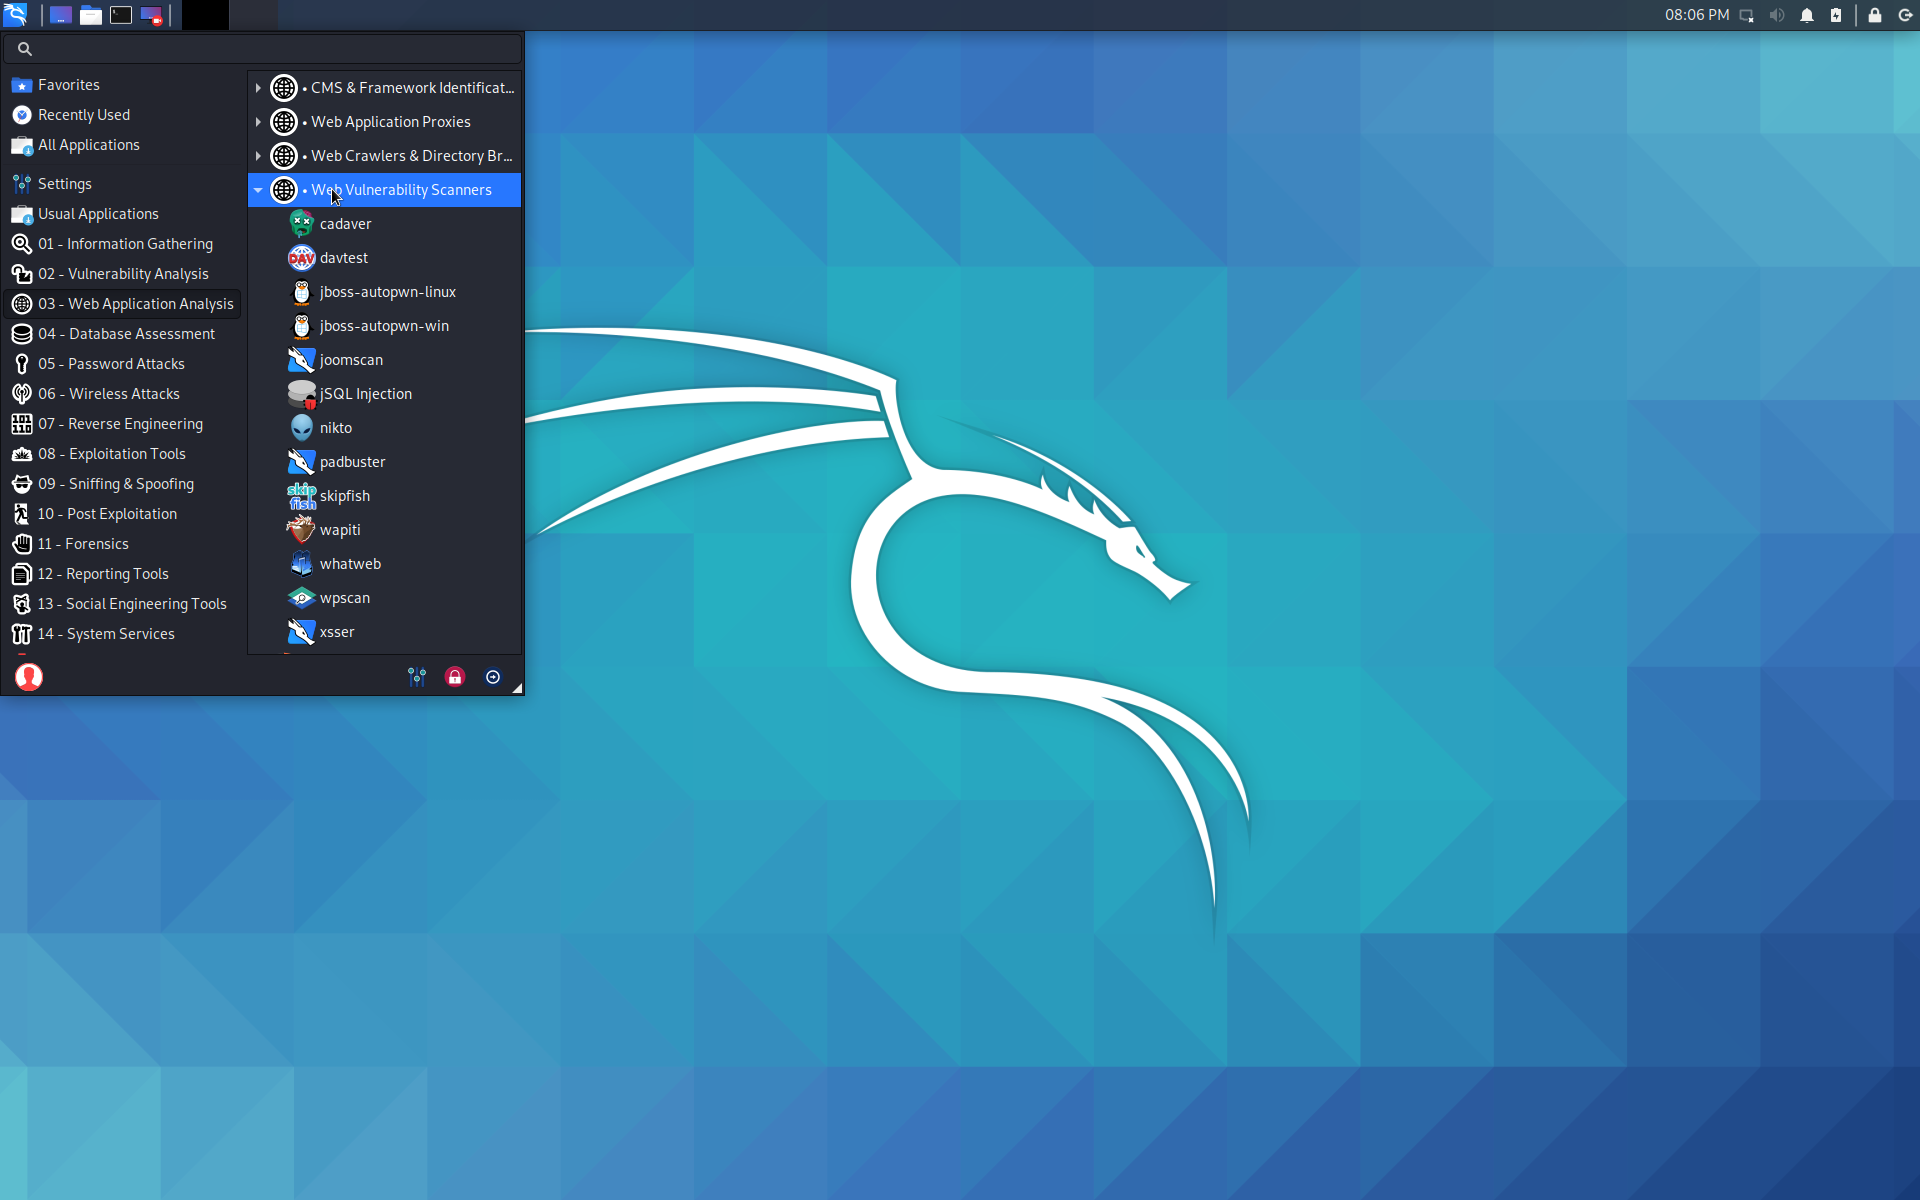 08:06 PM
Favorites
Recently Used
All Applications
Settings
Usual Applications
01 - Information Gathering
02 - Vulnerability Analysis
03 - Web Application Analysis
04 - Database Assessment
05 - Password Attacks
06 - Wireless Attacks
07 - Reverse Engineering
08 - Exploitation Tools
09 - Sniffing & Spoofing
10 - Post Exploitation
11 - Forensics
12 - Reporting Tools
13 - Social Engineering Tools
14 - System Services
• CMS & Framework Identificat...
• Web Application Proxies
• Web Crawlers & Directory Br...
• Web Vulnerability Scanners
cadaver
DAV
davtest
jboss-autopwn-linux
jboss-autopwn-win
joomscan
jSQL Injection
nikto
padbuster
skip
fish
skipfish
wapiti
whatweb
wpscan
xsser